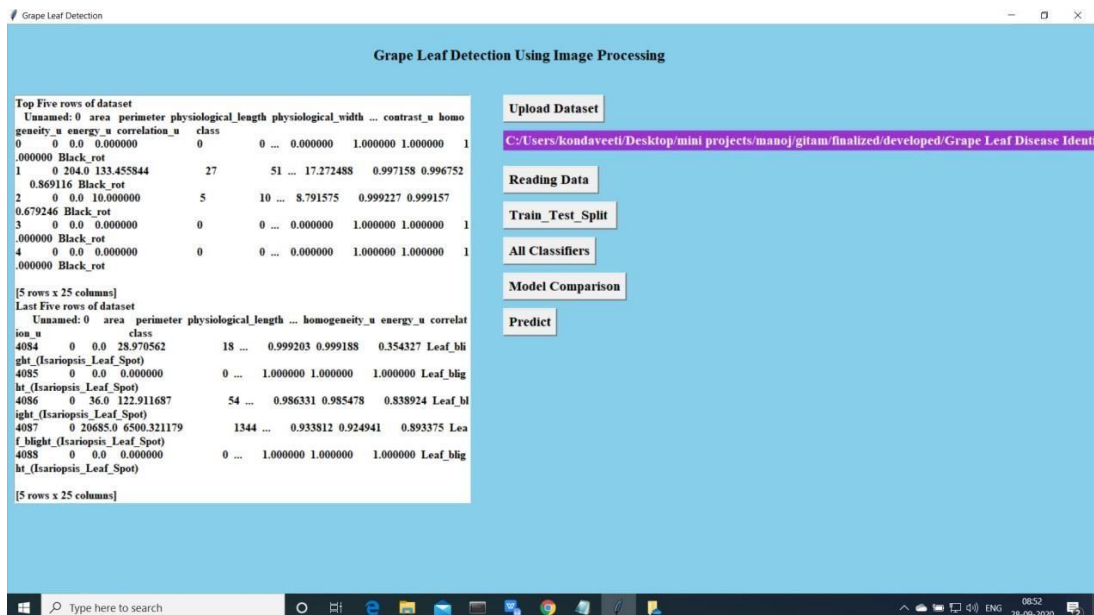 Grape Leaf Detection
Grape Leaf Detection Using Image Processing
Top Five rows of dataset
Unnamed: 0 area perimeter physiological_length physiological_width ... contrast_u homo
geneity_u energy_u correlation_u class
0 0 0.0 0.000000 0 0 ... 0.000000 1.000000 1.000000 1
.000000 Black_rot
1 0 204.0 133.455844 27 51 ... 17.272488 0.997158 0.996752
0.869116 Black_rot
2 0 0.0 10.000000 5 10 ... 8.791575 0.999227 0.999157
0.679246 Black_rot
3 0 0.0 0.000000 0 0 ... 0.000000 1.000000 1.000000 1
.000000 Black_rot
4 0 0.0 0.000000 0 0 ... 0.000000 1.000000 1.000000 1
.000000 Black_rot
[5 rows x 25 columns]
Last Five rows of dataset
Unnamed: 0 area perimeter physiological_length ... homogeneity_u energy_u correlat
ion_u class
4084 0 0.0 28.970562 18 ... 0.999203 0.999188 0.354327 Leaf_bli
ght_(Isariopsis_Leaf_Spot)
4085 0 0.0 0.000000 0 ... 1.000000 1.000000 1.000000 Leaf_blig
ht_(Isariopsis_Leaf_Spot)
4086 0 36.0 122.911687 54 ... 0.986331 0.985478 0.838924 Leaf_bl
ight_(Isariopsis_Leaf_Spot)
4087 0 20685.0 6500.321179 1344 ... 0.933812 0.924941 0.893375 Lea
f_blight_(Isariopsis_Leaf_Spot)
4088 0 0.0 0.000000 0 ... 1.000000 1.000000 1.000000 Leaf_blig
ht_(Isariopsis_Leaf_Spot)
[5 rows x 25 columns]
Upload Dataset
C:/Users/kondaveeti/Desktop/mini projects/manoj/gitam/finalized/developed/Grape Leaf Disease Identi
Reading Data
Train_Test_Split
All Classifiers
Model Comparison
Predict
Type here to search
ENG
08:52
28-09-2020
2